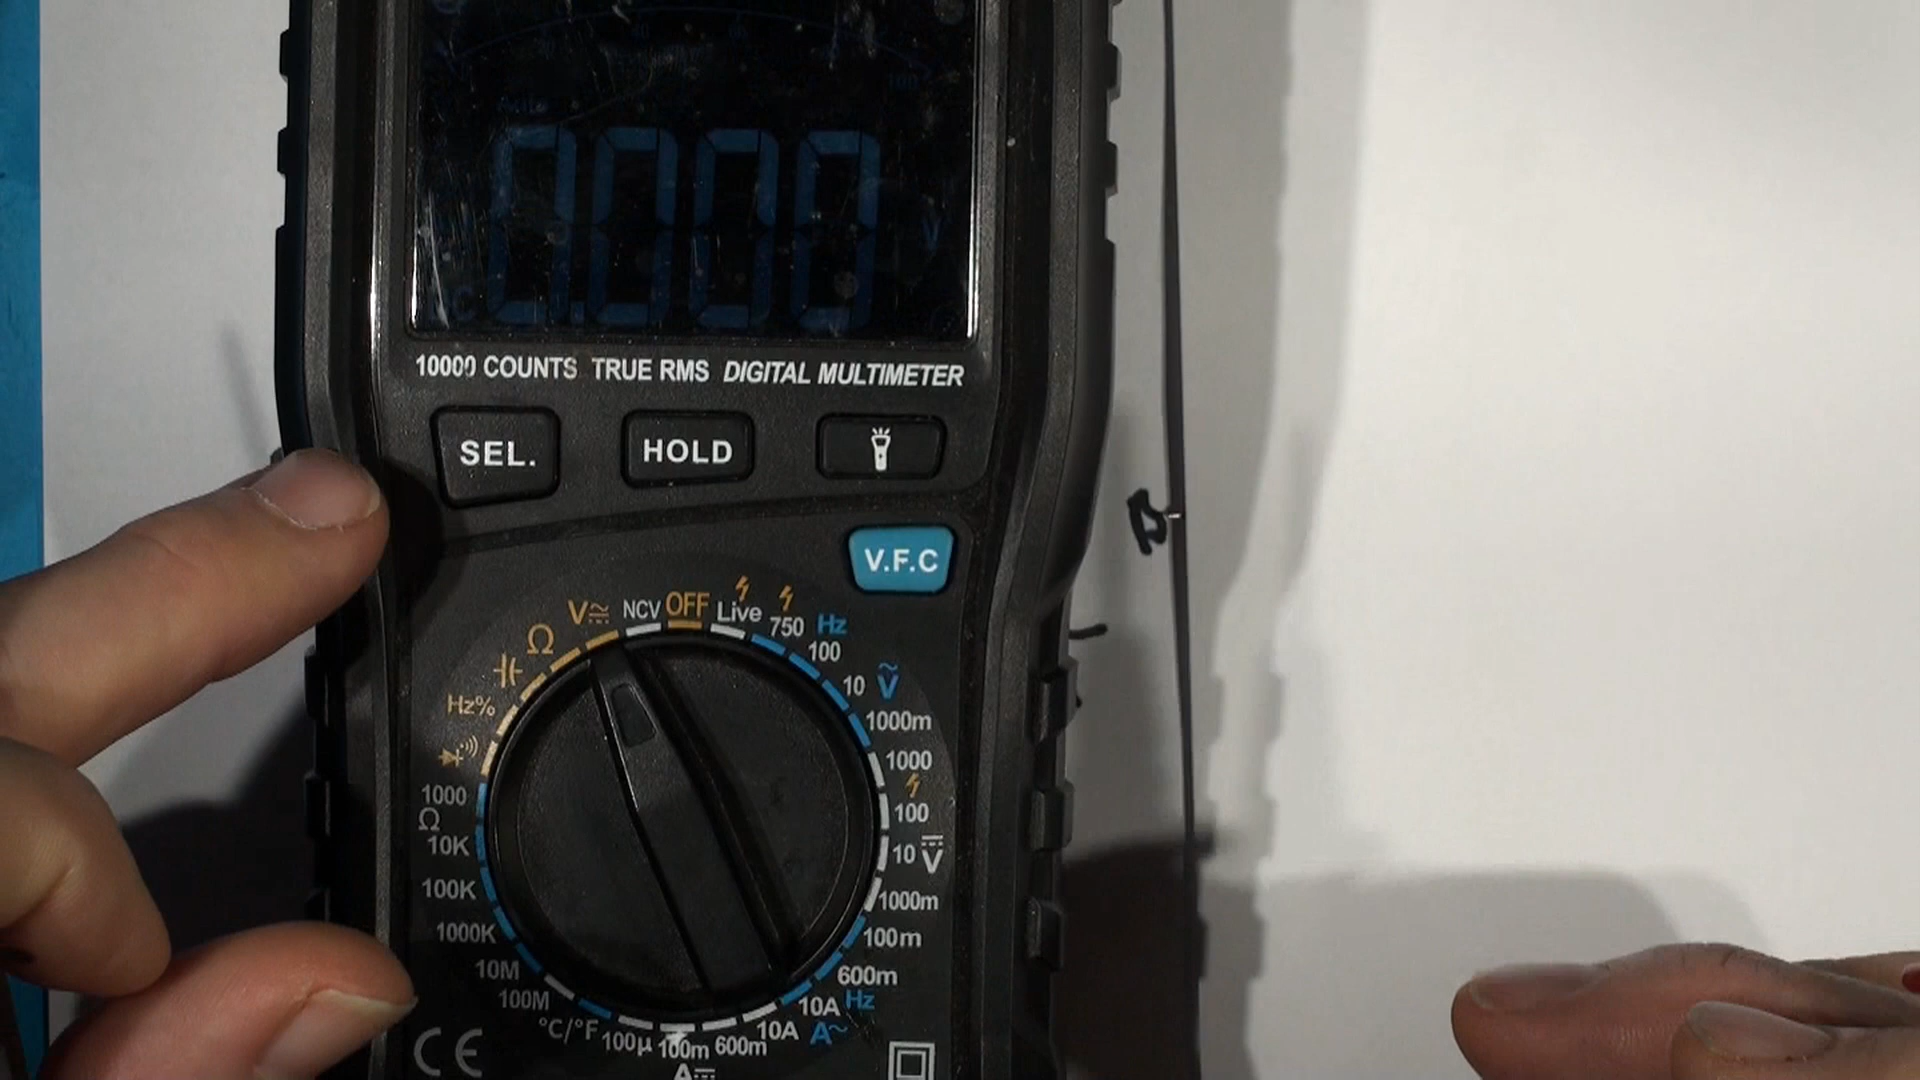 0.000
V
10000 COUNTS TRUE RMS DIGITAL MULTIMETER
SEL.
HOLD
V.F.C
V NCV OFF Live 750 Hz
Ω
100
10 V
Hz%
1000m
1000
1000
Ω
100
10K
10 V
100K
1000m
1000K
100m
10M
600m
100M
10A Hz
°C/°F 100µ 100m 600m 10A A~
CE